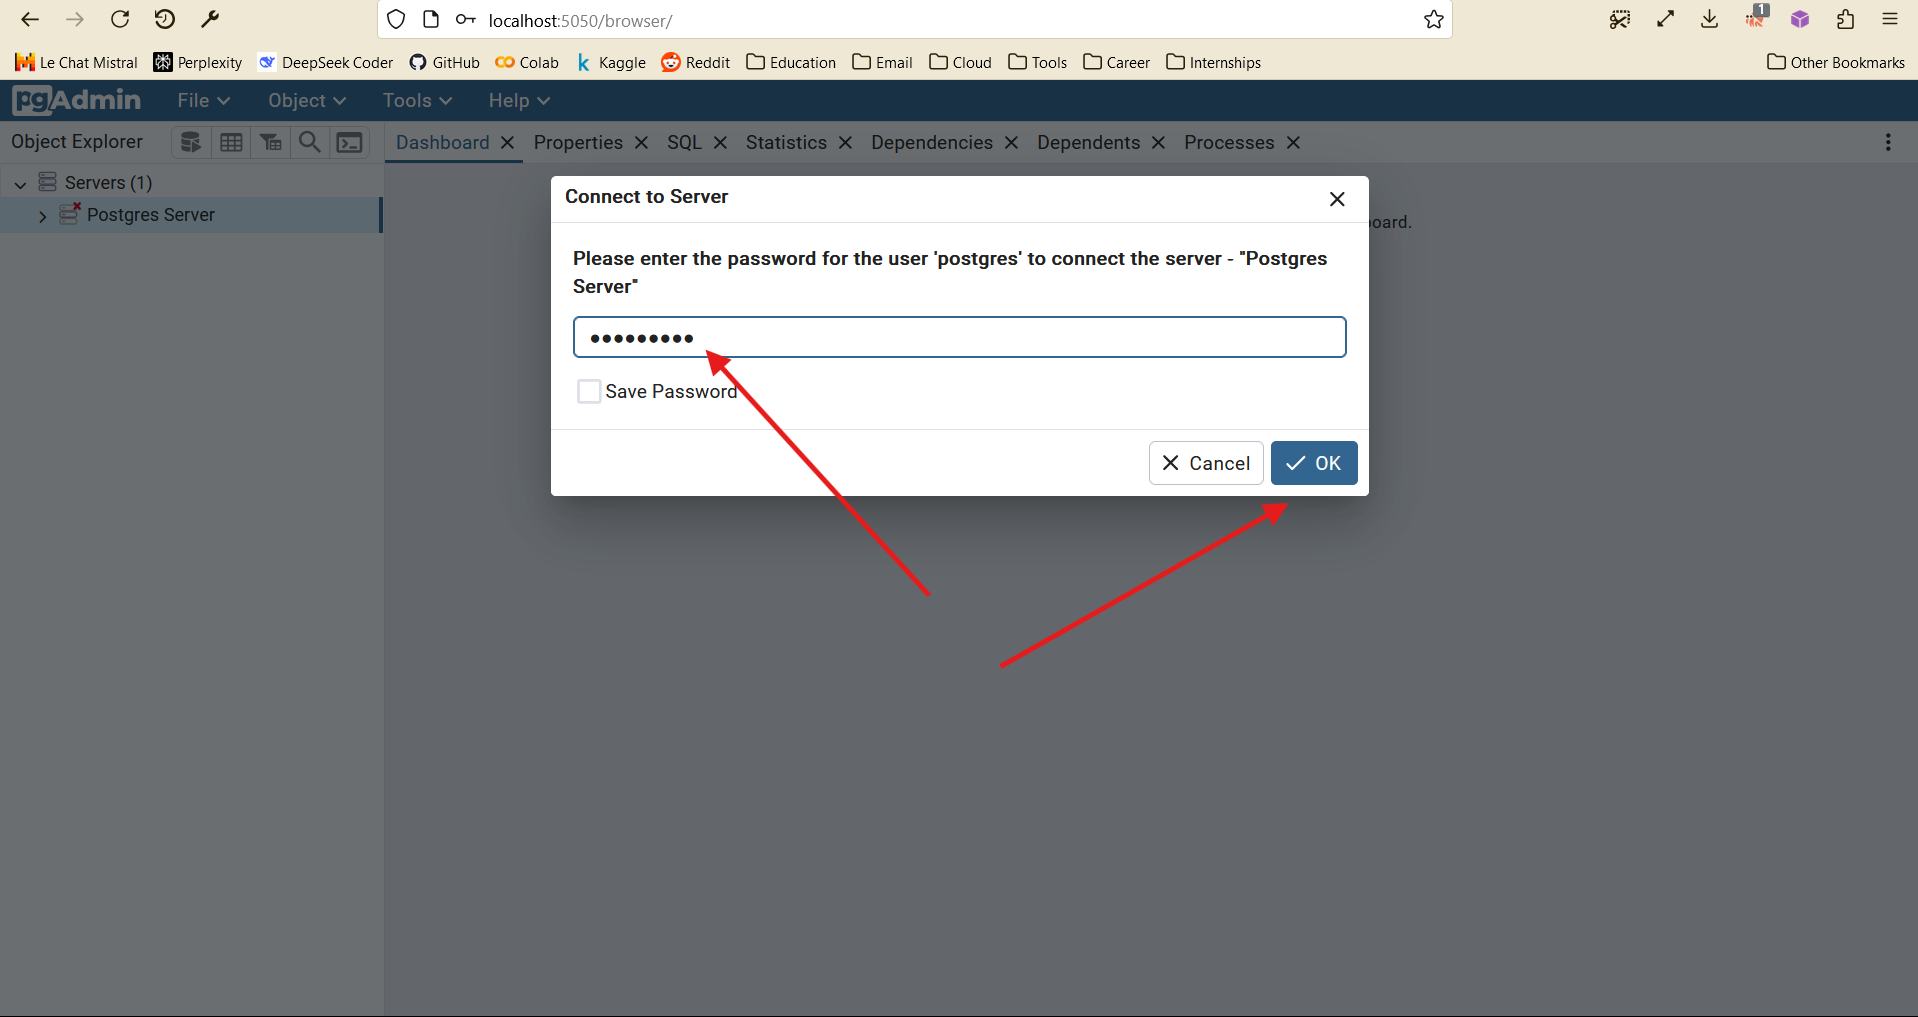 localhost:5050/browser/
1
Le Chat Mistral Perplexity DeepSeek Coder GitHub Colab Kaggle Reddit Education Email Cloud Tools Career Internships Other Bookmarks
pgAdmin File Object Tools Help
Object Explorer Dashboard Properties SQL Statistics Dependencies Dependents Processes
Servers (1)
Postgres Server
Connect to Server
oard.
Please enter the password for the user 'postgres' to connect the server - "Postgres
Server"
•••••••••
Save Password
Cancel OK